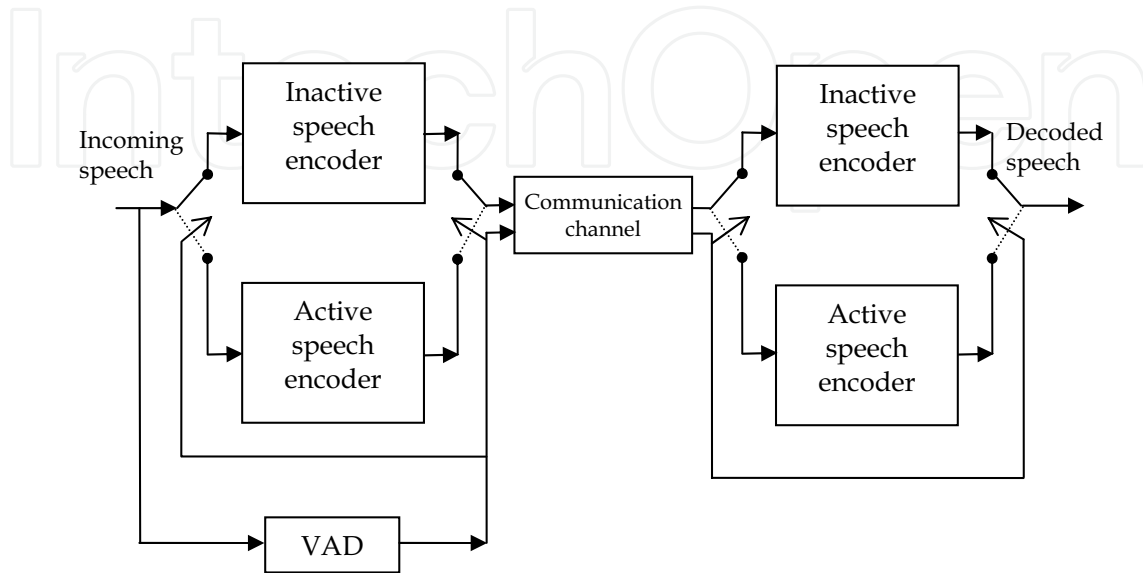 IntechOpen
Incoming
speech
Inactive
speech
encoder
Active
speech
encoder
VAD
Communication
channel
Inactive
speech
encoder
Active
speech
encoder
Decoded
speech